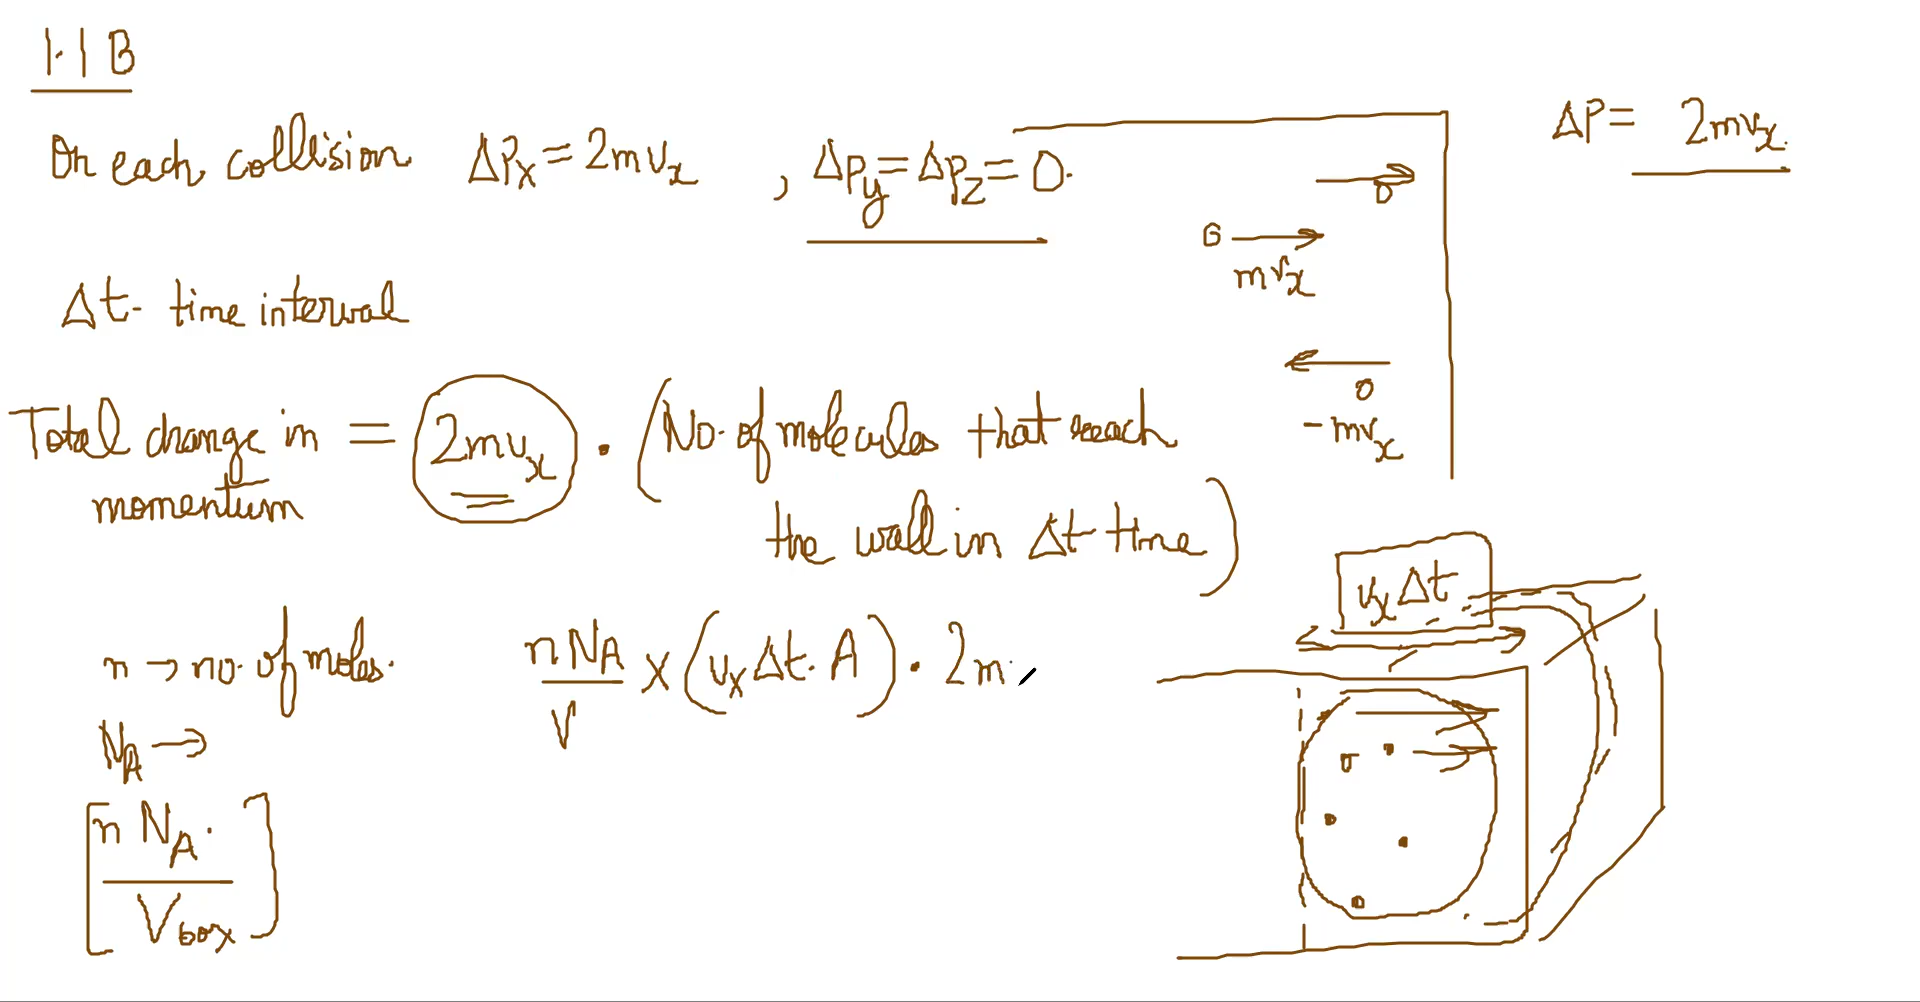 1.1 B
On each collision ΔPx = 2mvx , ΔPy = ΔPz = 0.
ΔP = 2mvx.
mvx
Δt - time interval
-mvx
Total change in momentum = 2mvx . (No. of molecules that reach
the wall in Δt time)
vxΔt
n → no. of moles.
nNA/V x (vxΔt.A) . 2m.
NA →
[n NA. / Vbox]